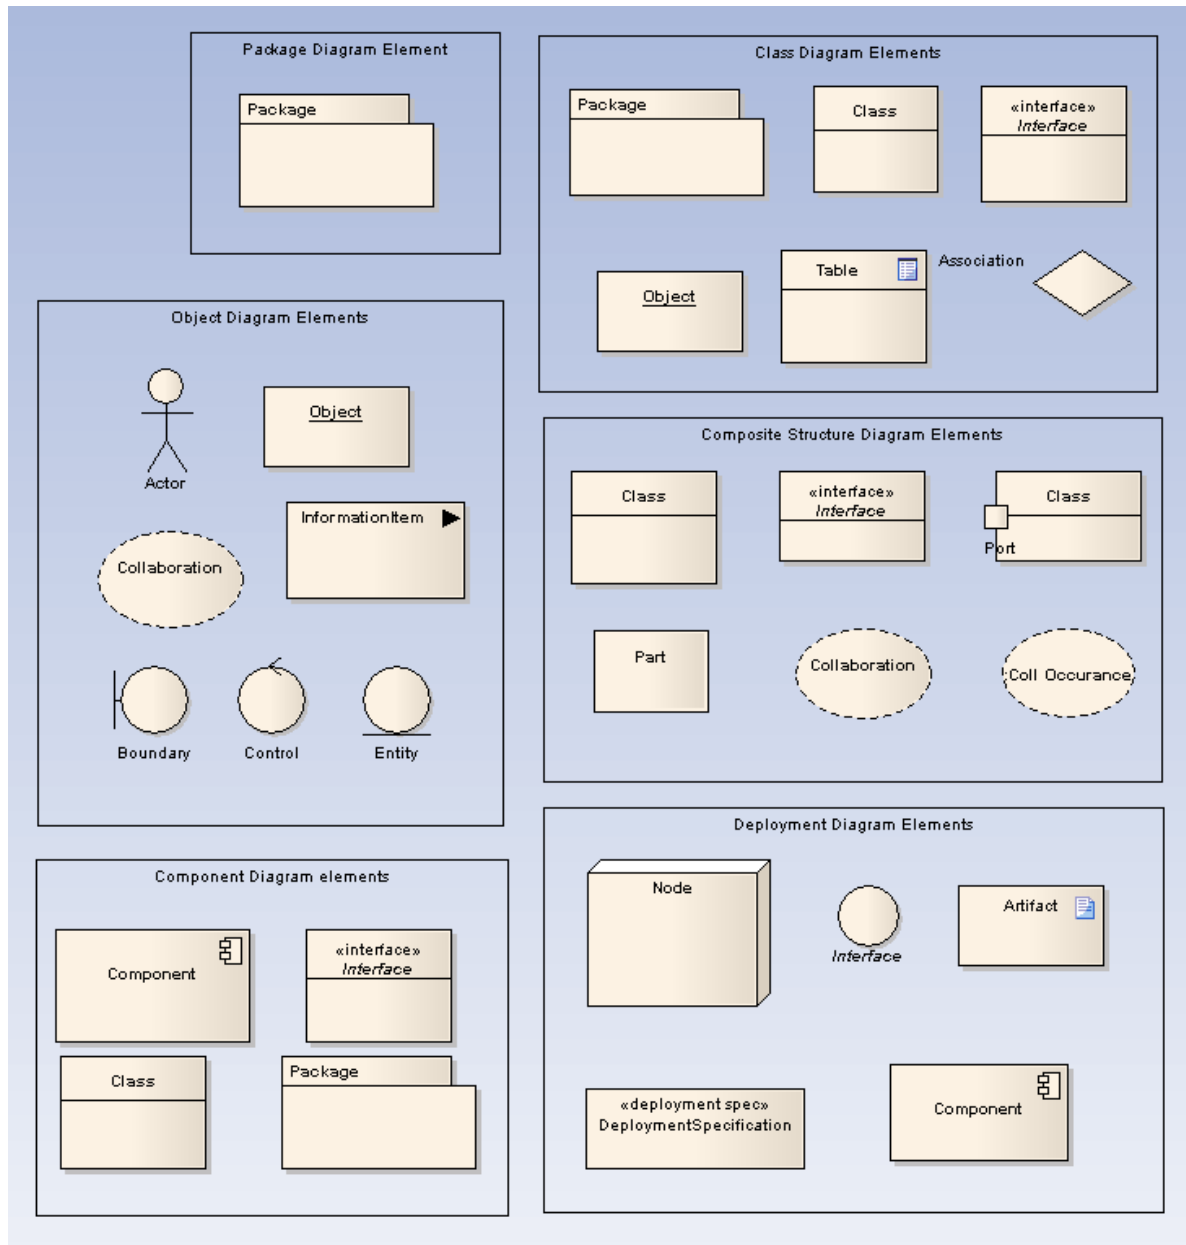 Package Diagram Element
Package
Class Diagram Elements
Package
Class
«interface»
Interface
Object
Table
Association
Object Diagram Elements
Actor
Object
InformationItem
Collaboration
Boundary
Control
Entity
Composite Structure Diagram Elements
Class
«interface»
Interface
Class
Port
Part
Collaboration
:Coll Occurance:
Component Diagram elements
Component
«interface»
Interface
Class
Package
Deployment Diagram Elements
Node
Interface
Artifact
«deployment spec»
DeploymentSpecification
Component